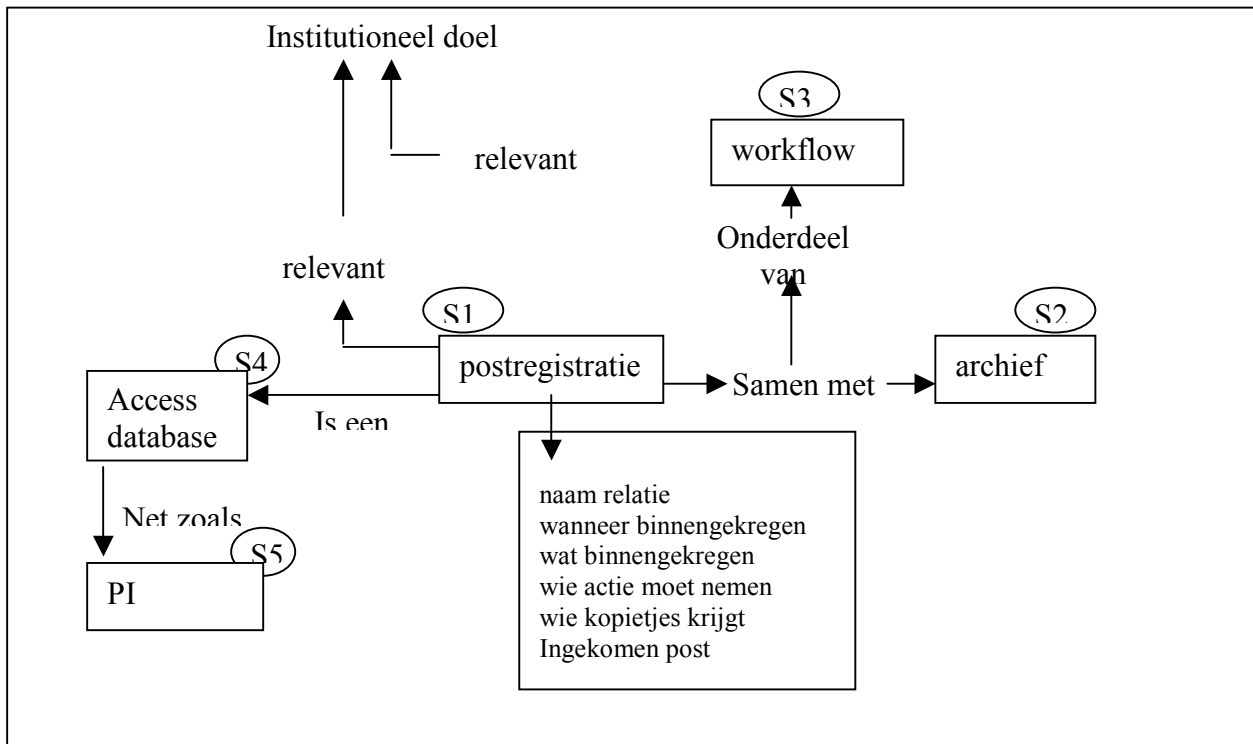 Institutioneel doel
S3
workflow
relevant
Onderdeel
van
relevant
S1
S2
postregistratie
Samen met
archief
S4
Access
database
Is een
naam relatie
wanneer binnengekregen
wat binnengekregen
wie actie moet nemen
wie kopietjes krijgt
Ingekomen post
Net zoals
S5
PI